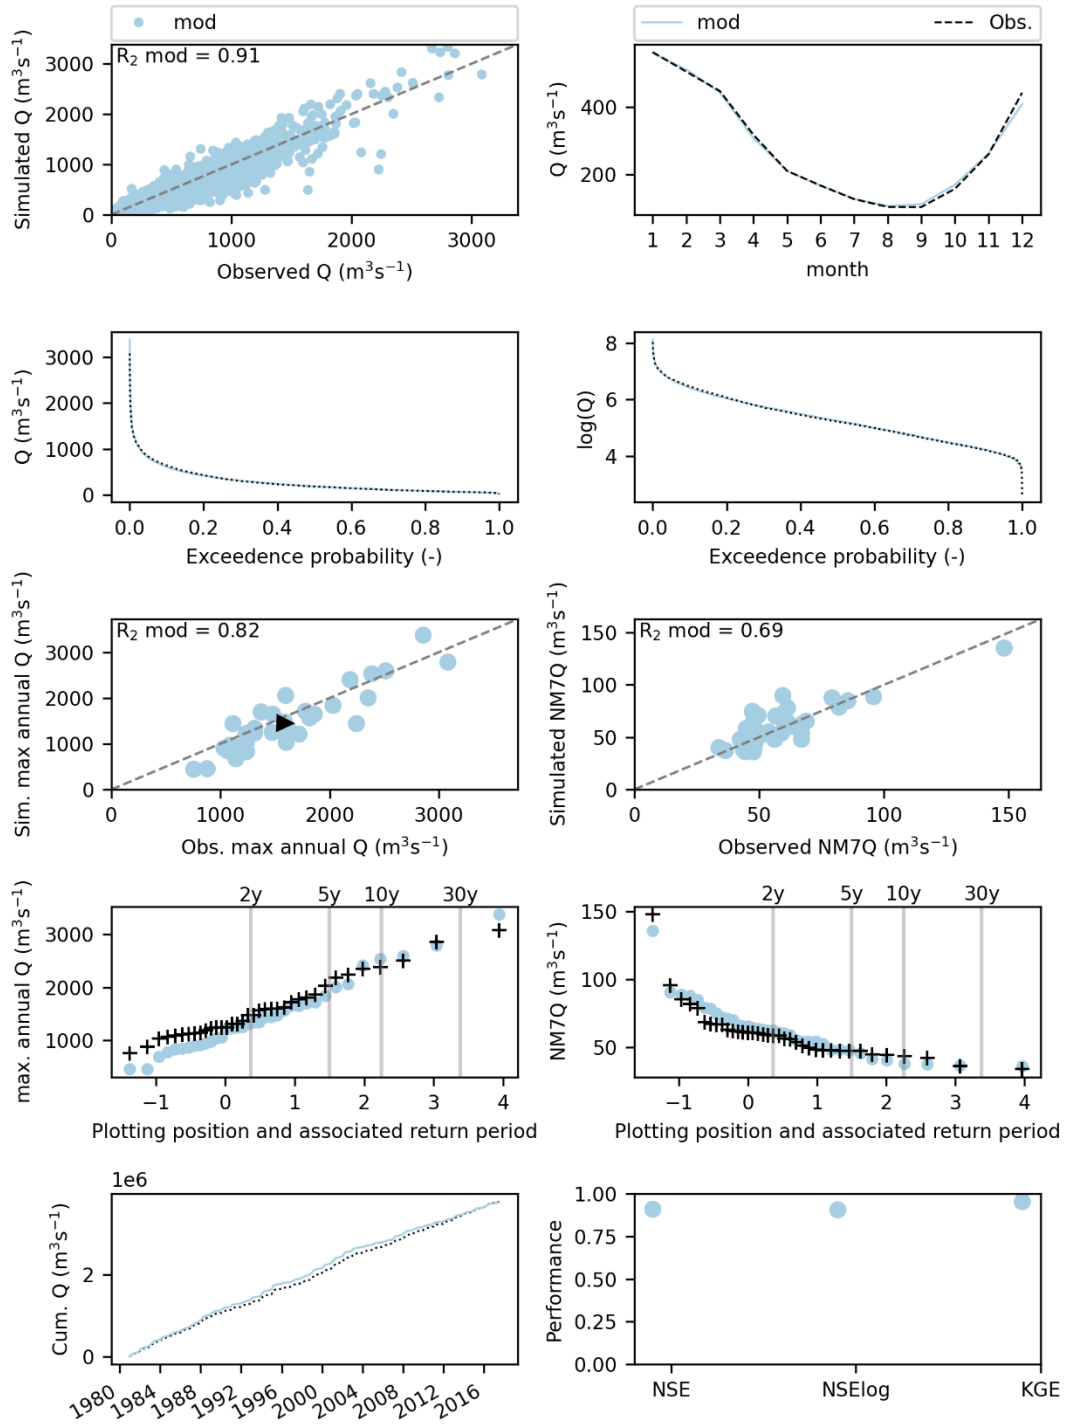 mod
mod
Obs.
R2 mod = 0.91
Simulated Q (m³s⁻¹)
3000
2000
1000
0
0 1000 2000 3000
Observed Q (m³s⁻¹)
Q (m³s⁻¹)
400
200
1 2 3 4 5 6 7 8 9 10 11 12
month
Q (m³s⁻¹)
3000
2000
1000
0
0.0 0.2 0.4 0.6 0.8 1.0
Exceedence probability (-)
log(Q)
8
6
4
0.0 0.2 0.4 0.6 0.8 1.0
Exceedence probability (-)
R2 mod = 0.82
Sim. max annual Q (m³s⁻¹)
3000
2000
1000
0
0 1000 2000 3000
Obs. max annual Q (m³s⁻¹)
R2 mod = 0.69
Simulated NM7Q (m³s⁻¹)
150
100
50
0
0 50 100 150
Observed NM7Q (m³s⁻¹)
2y 5y 10y 30y
max. annual Q (m³s⁻¹)
3000
2000
1000
−1 0 1 2 3 4
Plotting position and associated return period
2y 5y 10y 30y
NM7Q (m³s⁻¹)
150
100
50
−1 0 1 2 3 4
Plotting position and associated return period
1e6
Cum. Q (m³s⁻¹)
2
0
1980 1984 1988 1992 1996 2000 2004 2008 2012 2016
Performance
1.00
0.75
0.50
0.25
0.00
NSE NSElog KGE